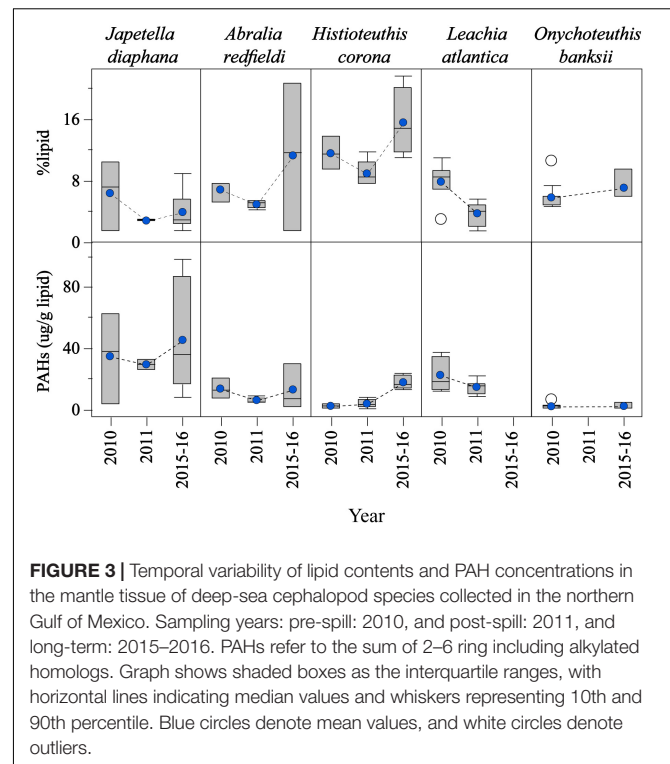 Japetella Abralia Histioteuthis Leachia Onychoteuthis
diaphana redfieldi corona atlantica banksii
%lipid
16
8
0
PAHs (ug/g lipid)
80
40
0
2010 2011 2015-16 2010 2011 2015-16 2010 2011 2015-16 2010 2011 2015-16 2010 2011 2015-16
Year
FIGURE 3 | Temporal variability of lipid contents and PAH concentrations in
the mantle tissue of deep-sea cephalopod species collected in the northern
Gulf of Mexico. Sampling years: pre-spill: 2010, and post-spill: 2011, and
long-term: 2015–2016. PAHs refer to the sum of 2–6 ring including alkylated
homologs. Graph shows shaded boxes as the interquartile ranges, with
horizontal lines indicating median values and whiskers representing 10th and
90th percentile. Blue circles denote mean values, and white circles denote
outliers.